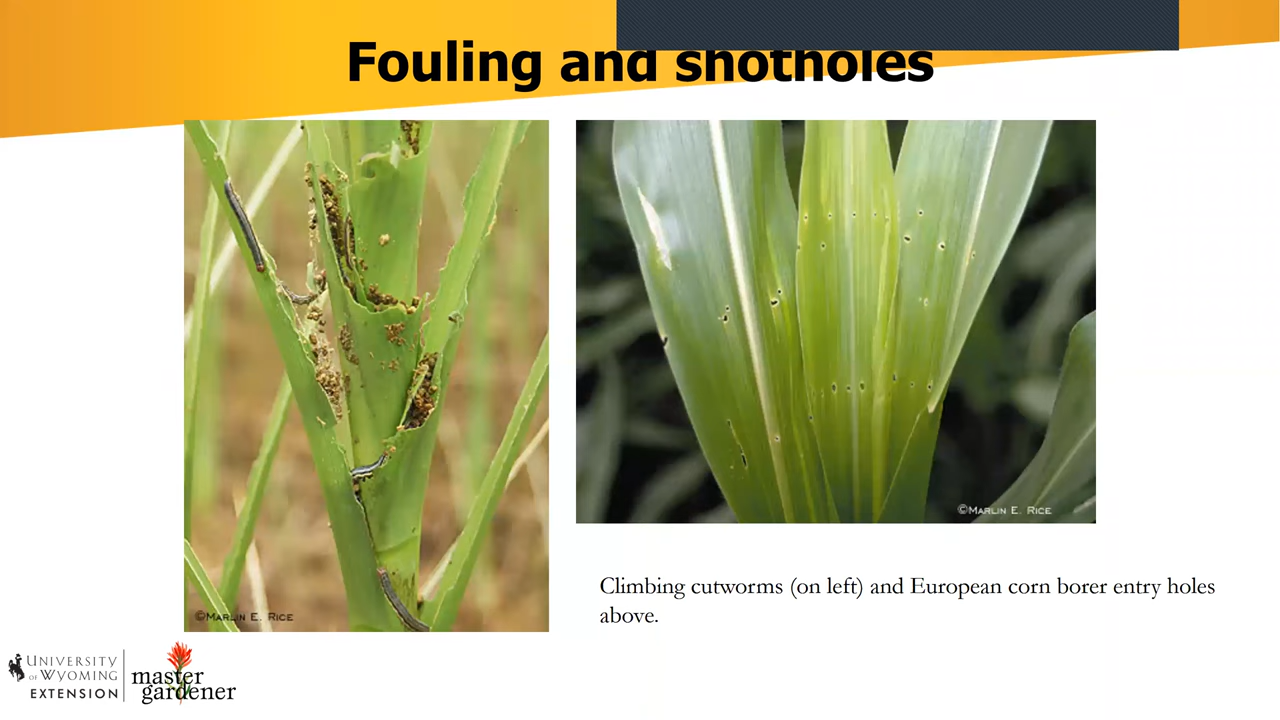 Fouling and shotholes
©Marlin E. Rice
©Marlin E. Rice
Climbing cutworms (on left) and European corn borer entry holes
above.
University
of Wyoming
EXTENSION
master
gardener